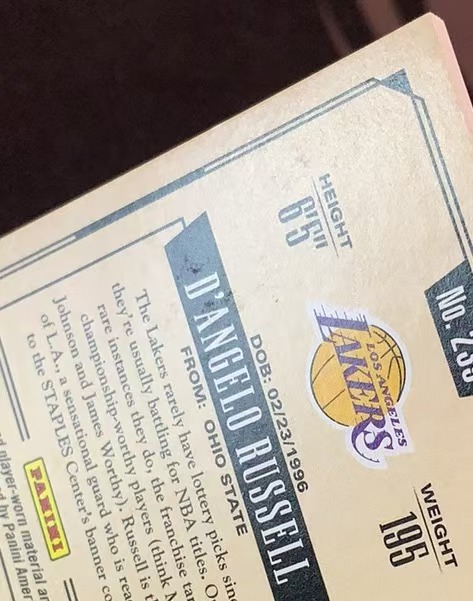 No. 23
HEIGHT
6'5"
LOS ANGELES
LAKERS
WEIGHT
195
D'ANGELO RUSSELL
DOB: 02/23/1996
FROM: OHIO STATE
The Lakers rarely have lottery picks sinc
they're usually battling for NBA titles. O
rare instances they do, the franchise tar
championship-worthy players (think M
Johnson and James Worthy). Russell is t
of L.A., a sensational guard who is rea
to the STAPLES Center's banner co
PANINI
player-worn material ar
by Panini Amer